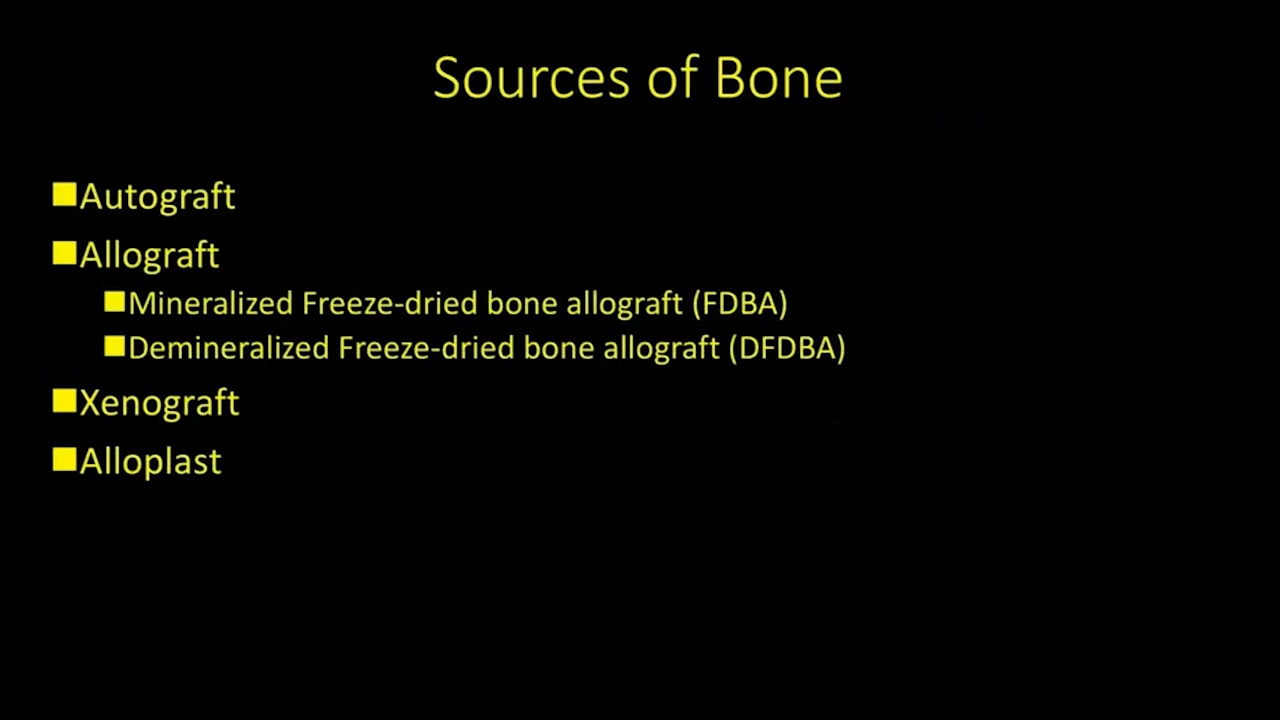 Sources of Bone
■Autograft
■Allograft
■Mineralized Freeze-dried bone allograft (FDBA)
■Demineralized Freeze-dried bone allograft (DFDBA)
■Xenograft
■Alloplast